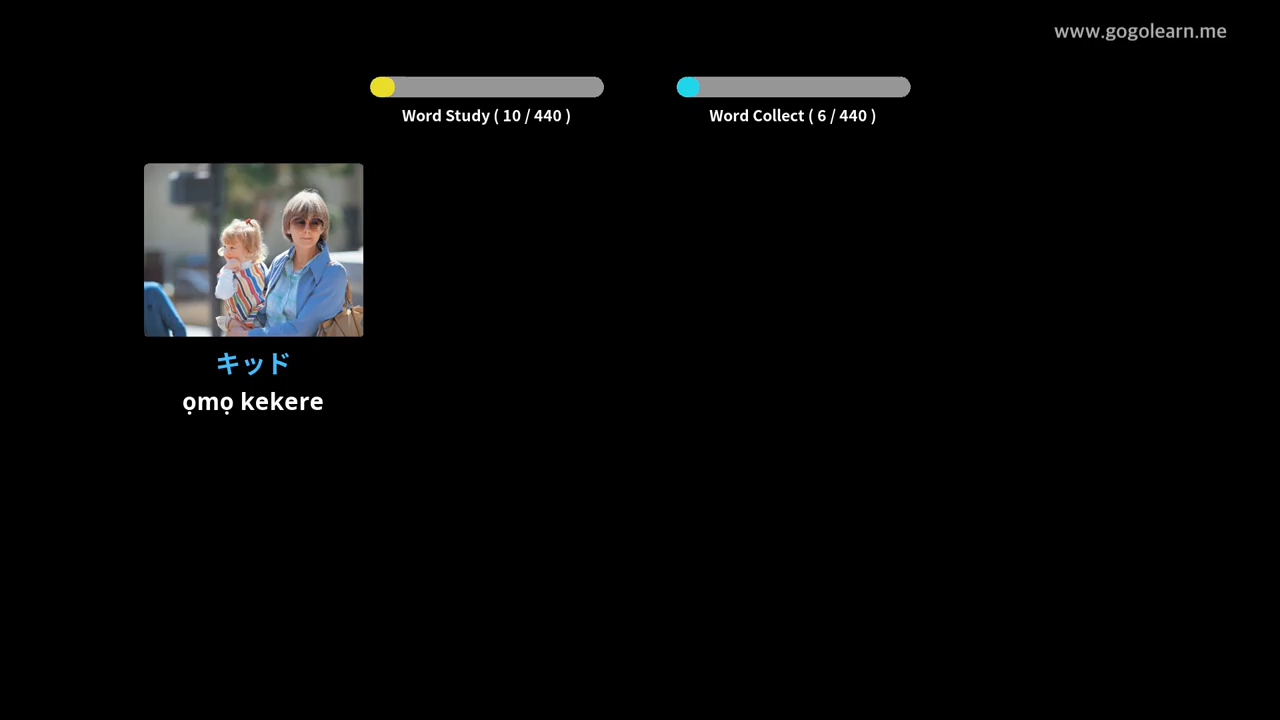 www.gogolearn.me
Word Study ( 10 / 440 )
Word Collect ( 6 / 440 )
キッド
ọmọ kekere